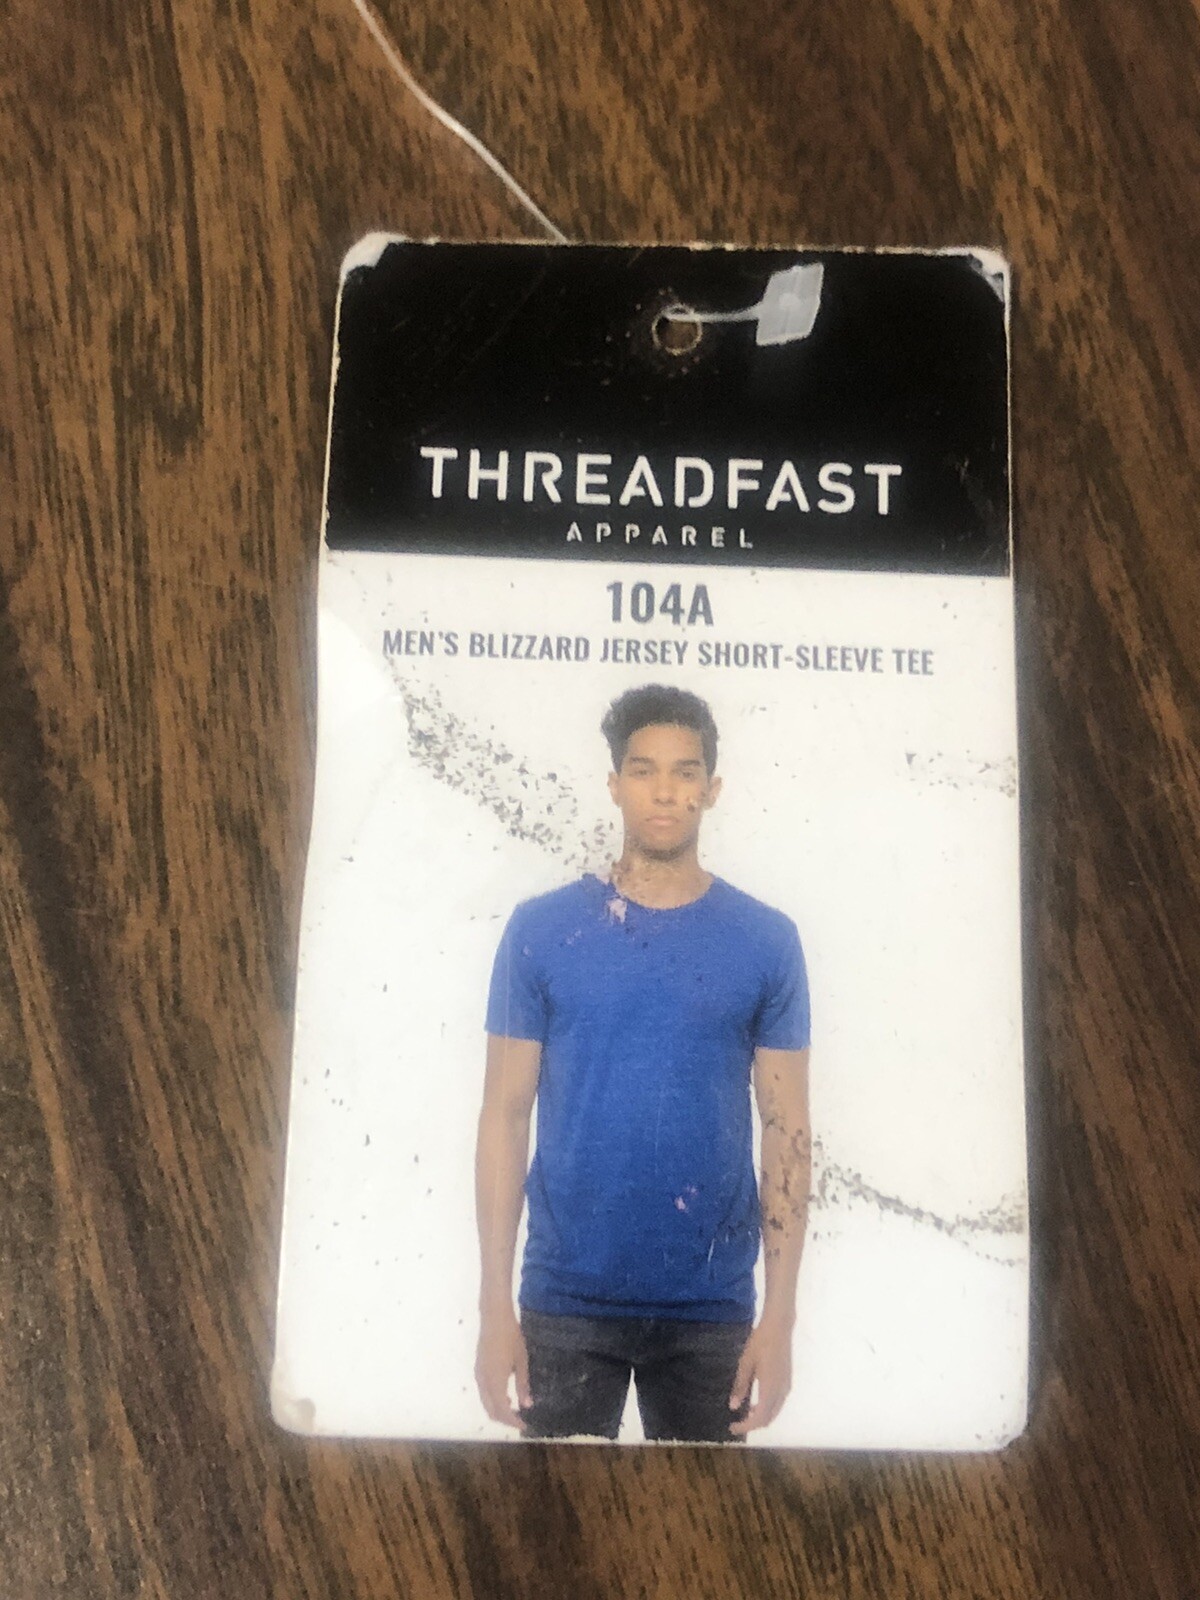 THREADFAST
APPAREL
104A
MEN'S BLIZZARD JERSEY SHORT-SLEEVE TEE